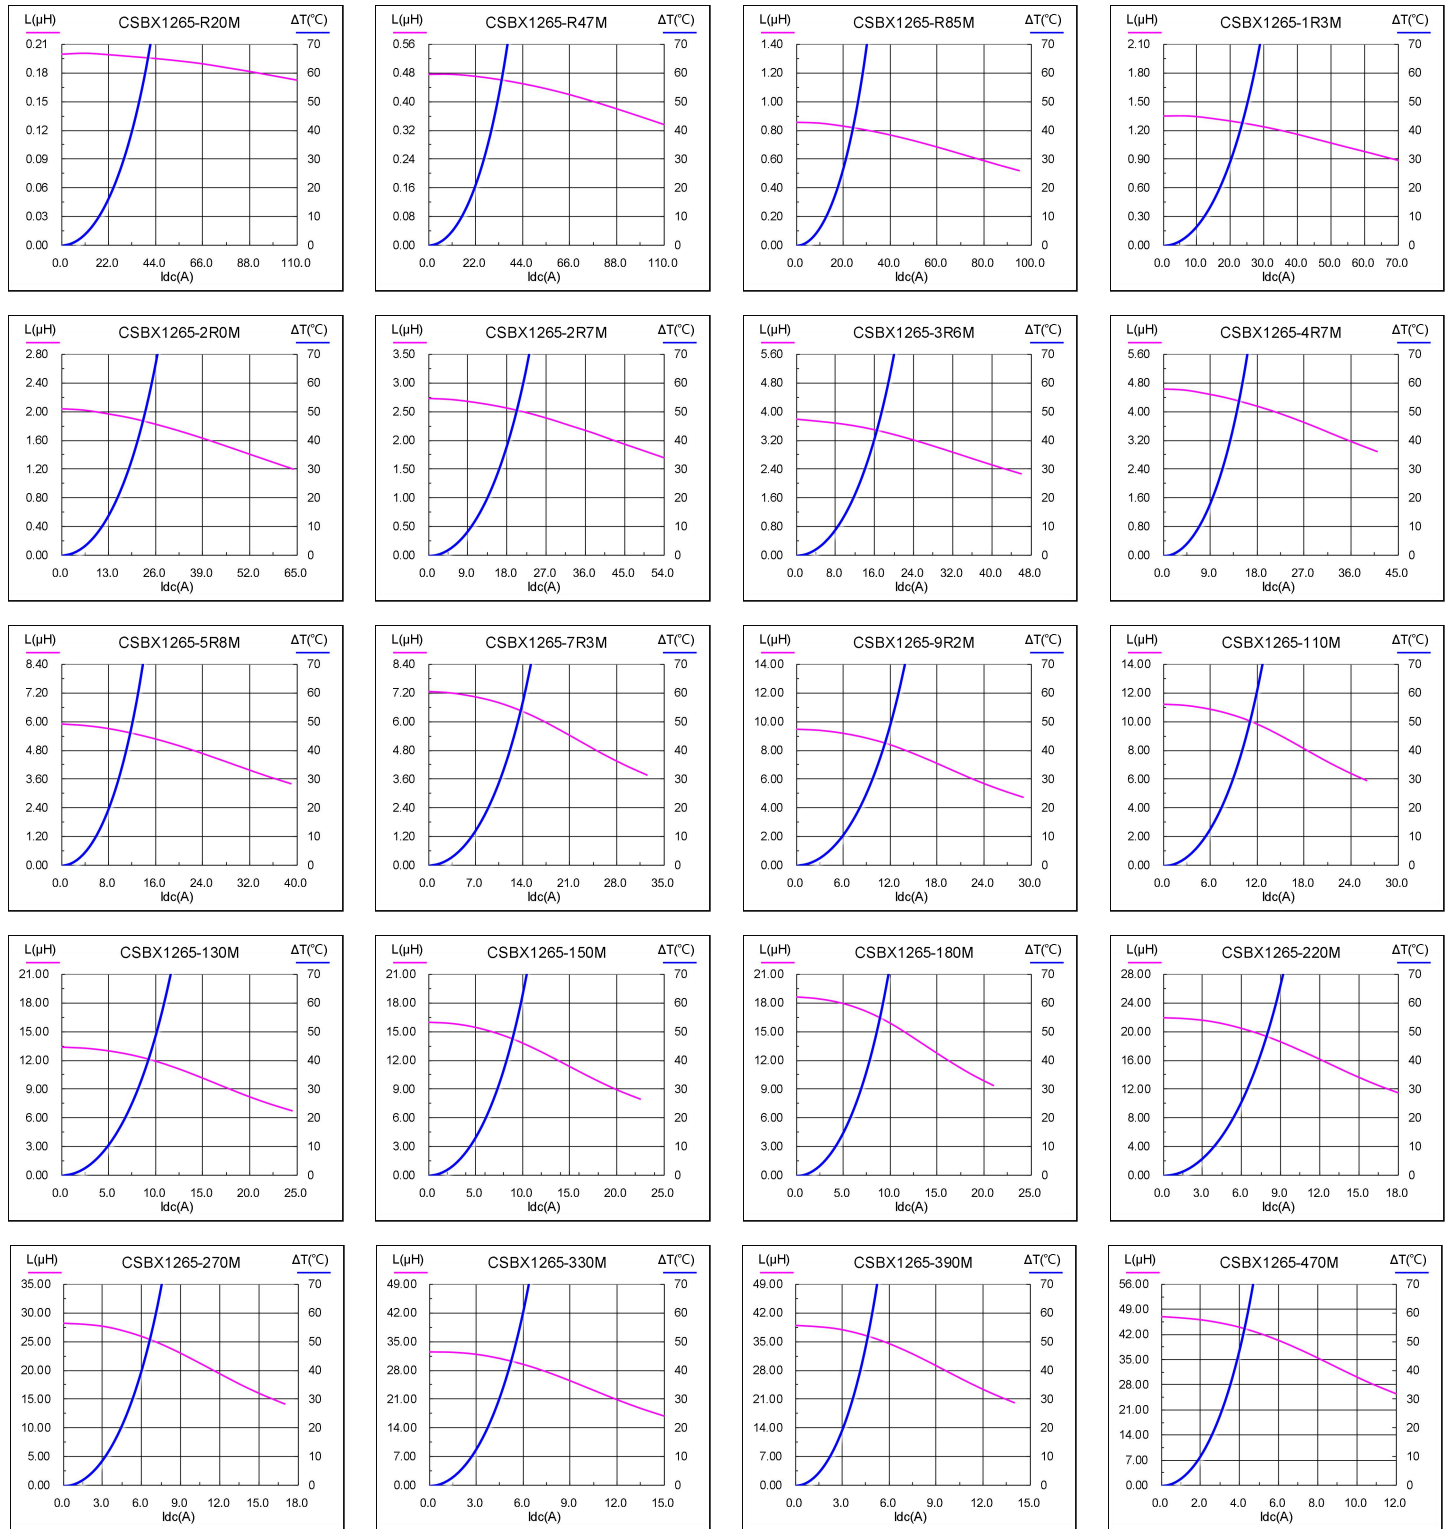 L(μH) CSBX1265-R20M ΔT(℃)
0.21 70
0.18 60
0.15 50
0.12 40
0.09 30
0.06 20
0.03 10
0.00 0
0.0 22.0 44.0 66.0 88.0 110.0
Idc(A)
L(μH) CSBX1265-R47M ΔT(℃)
0.56 70
0.48 60
0.40 50
0.32 40
0.24 30
0.16 20
0.08 10
0.00 0
0.0 22.0 44.0 66.0 88.0 110.0
Idc(A)
L(μH) CSBX1265-R85M ΔT(℃)
1.40 70
1.20 60
1.00 50
0.80 40
0.60 30
0.40 20
0.20 10
0.00 0
0.0 20.0 40.0 60.0 80.0 100.0
Idc(A)
L(μH) CSBX1265-1R3M ΔT(℃)
2.10 70
1.80 60
1.50 50
1.20 40
0.90 30
0.60 20
0.30 10
0.00 0
0.0 10.0 20.0 30.0 40.0 50.0 60.0 70.0
Idc(A)
L(μH) CSBX1265-2R0M ΔT(℃)
2.80 70
2.40 60
2.00 50
1.60 40
1.20 30
0.80 20
0.40 10
0.00 0
0.0 13.0 26.0 39.0 52.0 65.0
Idc(A)
L(μH) CSBX1265-2R7M ΔT(℃)
3.50 70
3.00 60
2.50 50
2.00 40
1.50 30
1.00 20
0.50 10
0.00 0
0.0 9.0 18.0 27.0 36.0 45.0 54.0
Idc(A)
L(μH) CSBX1265-3R6M ΔT(℃)
5.60 70
4.80 60
4.00 50
3.20 40
2.40 30
1.60 20
0.80 10
0.00 0
0.0 8.0 16.0 24.0 32.0 40.0 48.0
Idc(A)
L(μH) CSBX1265-4R7M ΔT(℃)
5.60 70
4.80 60
4.00 50
3.20 40
2.40 30
1.60 20
0.80 10
0.00 0
0.0 9.0 18.0 27.0 36.0 45.0
Idc(A)
L(μH) CSBX1265-5R8M ΔT(℃)
8.40 70
7.20 60
6.00 50
4.80 40
3.60 30
2.40 20
1.20 10
0.00 0
0.0 8.0 16.0 24.0 32.0 40.0
Idc(A)
L(μH) CSBX1265-7R3M ΔT(℃)
8.40 70
7.20 60
6.00 50
4.80 40
3.60 30
2.40 20
1.20 10
0.00 0
0.0 7.0 14.0 21.0 28.0 35.0
Idc(A)
L(μH) CSBX1265-9R2M ΔT(℃)
14.00 70
12.00 60
10.00 50
8.00 40
6.00 30
4.00 20
2.00 10
0.00 0
0.0 6.0 12.0 18.0 24.0 30.0
Idc(A)
L(μH) CSBX1265-110M ΔT(℃)
14.00 70
12.00 60
10.00 50
8.00 40
6.00 30
4.00 20
2.00 10
0.00 0
0.0 6.0 12.0 18.0 24.0 30.0
Idc(A)
L(μH) CSBX1265-130M ΔT(℃)
21.00 70
18.00 60
15.00 50
12.00 40
9.00 30
6.00 20
3.00 10
0.00 0
0.0 5.0 10.0 15.0 20.0 25.0
Idc(A)
L(μH) CSBX1265-150M ΔT(℃)
21.00 70
18.00 60
15.00 50
12.00 40
9.00 30
6.00 20
3.00 10
0.00 0
0.0 5.0 10.0 15.0 20.0 25.0
Idc(A)
L(μH) CSBX1265-180M ΔT(℃)
21.00 70
18.00 60
15.00 50
12.00 40
9.00 30
6.00 20
3.00 10
0.00 0
0.0 5.0 10.0 15.0 20.0 25.0
Idc(A)
L(μH) CSBX1265-220M ΔT(℃)
28.00 70
24.00 60
20.00 50
16.00 40
12.00 30
8.00 20
4.00 10
0.00 0
0.0 3.0 6.0 9.0 12.0 15.0 18.0
Idc(A)
L(μH) CSBX1265-270M ΔT(℃)
35.00 70
30.00 60
25.00 50
20.00 40
15.00 30
10.00 20
5.00 10
0.00 0
0.0 3.0 6.0 9.0 12.0 15.0 18.0
Idc(A)
L(μH) CSBX1265-330M ΔT(℃)
49.00 70
42.00 60
35.00 50
28.00 40
21.00 30
14.00 20
7.00 10
0.00 0
0.0 3.0 6.0 9.0 12.0 15.0
Idc(A)
L(μH) CSBX1265-390M ΔT(℃)
49.00 70
42.00 60
35.00 50
28.00 40
21.00 30
14.00 20
7.00 10
0.00 0
0.0 3.0 6.0 9.0 12.0 15.0
Idc(A)
L(μH) CSBX1265-470M ΔT(℃)
56.00 70
49.00 60
42.00 50
35.00 40
28.00 30
21.00 20
14.00 10
7.00 0
0.00
0.0 2.0 4.0 6.0 8.0 10.0 12.0
Idc(A)